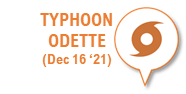 TYPHOON
ODETTE
(Dec 16 ‘21)